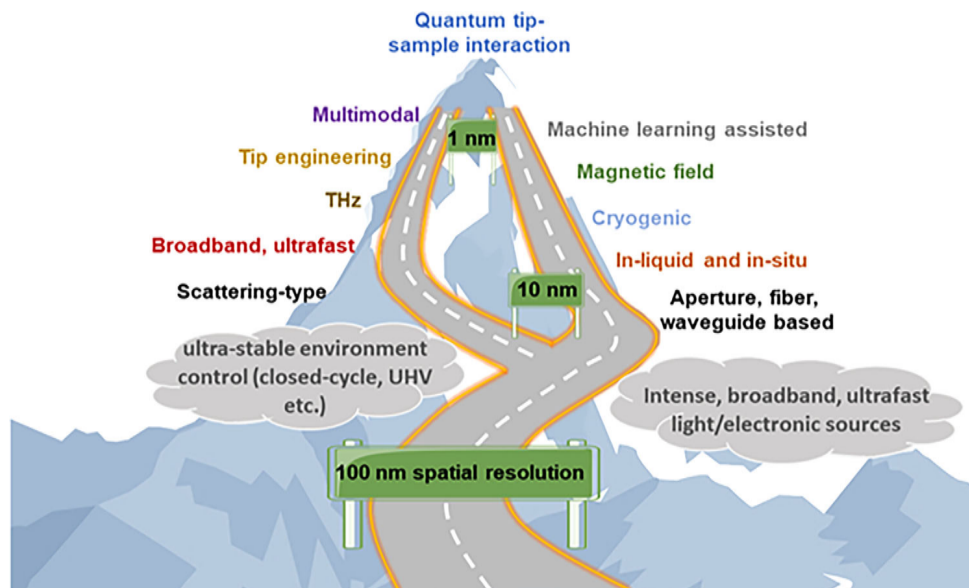 Quantum tip-
sample interaction
Multimodal
1 nm
Machine learning assisted
Tip engineering
Magnetic field
THz
Cryogenic
Broadband, ultrafast
In-liquid and in-situ
Scattering-type
10 nm
Aperture, fiber,
waveguide based
ultra-stable environment
control (closed-cycle, UHV
etc.)
Intense, broadband, ultrafast
light/electronic sources
100 nm spatial resolution